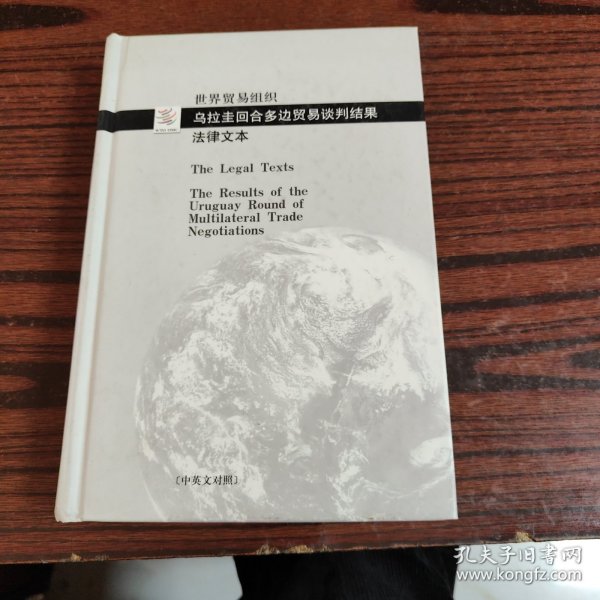 世界贸易组织
乌拉圭回合多边贸易谈判结果
法律文本
The Legal Texts
The Results of the
Uruguay Round of
Multilateral Trade
Negotiations
〔中英文对照〕
孔夫子旧书网
www.kongfz.com